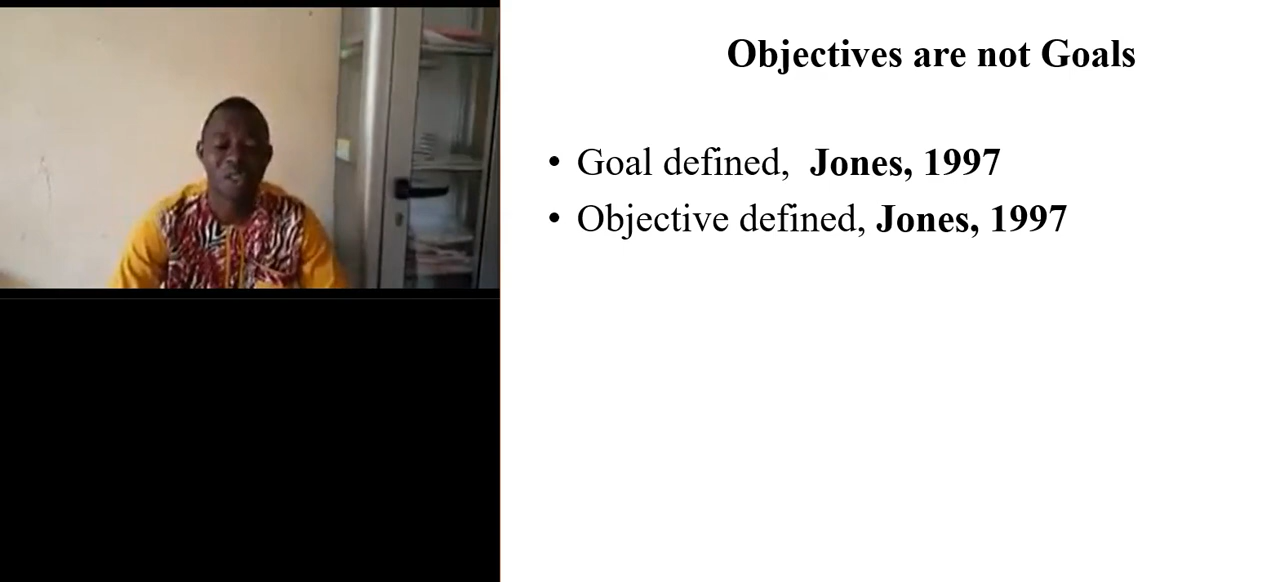 Objectives are not Goals
• Goal defined, Jones, 1997
• Objective defined, Jones, 1997